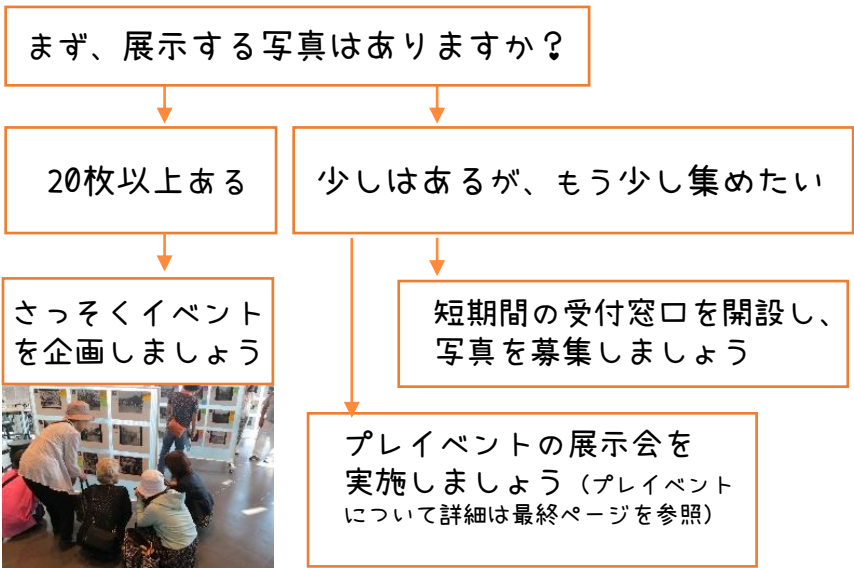 まず、展示する写真はありますか？
20枚以上ある
少しはあるが、もう少し集めたい
さっそくイベント
を企画しましょう
短期間の受付窓口を開設し、
写真を募集しましょう
プレイベントの展示会を
実施しましょう（プレイベント
について詳細は最終ページを参照）